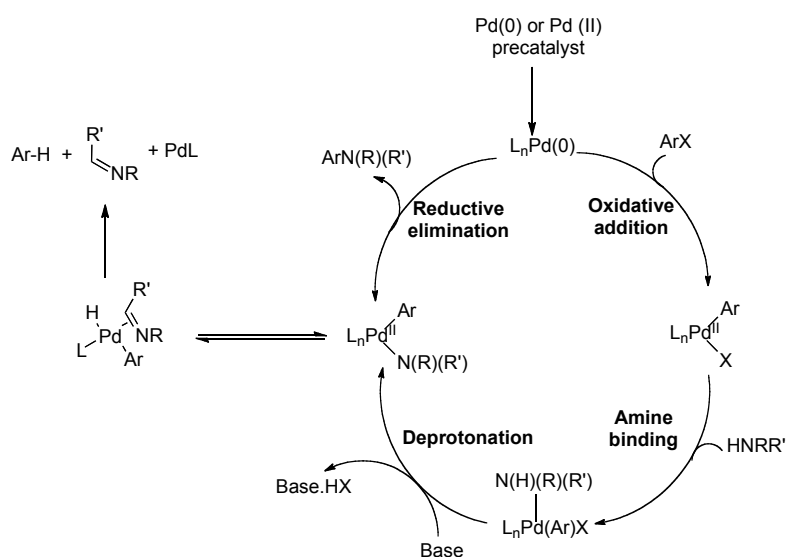 Pd(0) or Pd (II)
precatalyst
LnPd(0)
ArX
Oxidative
addition
ArN(R)(R')
Reductive
elimination
Ar-H + R' NR + PdL
H R'
Pd NR
L Ar
Ar
LnPdII
N(R)(R')
Ar
LnPdII
X
Amine
binding
HNRR'
Deprotonation
N(H)(R)(R')
LnPd(Ar)X
Base.HX
Base